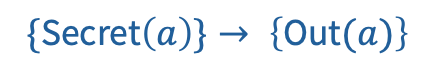 {Secret(𝑎)} → {Out(𝑎)}